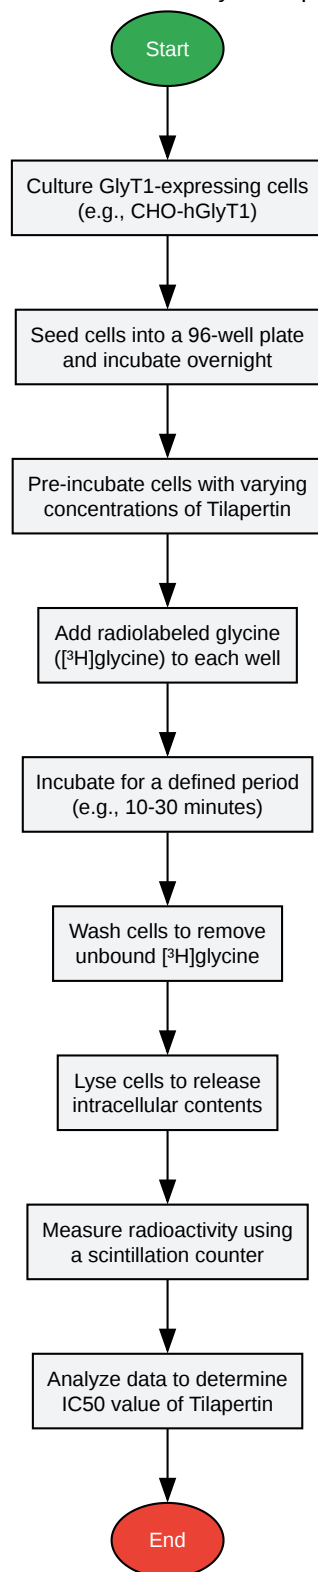 Start
Culture GlyT1-expressing cells
(e.g., CHO-hGlyT1)
Seed cells into a 96-well plate
and incubate overnight
Pre-incubate cells with varying
concentrations of Tilapertin
Add radiolabeled glycine
([³H]glycine) to each well
Incubate for a defined period
(e.g., 10-30 minutes)
Wash cells to remove
unbound [³H]glycine
Lyse cells to release
intracellular contents
Measure radioactivity using
a scintillation counter
Analyze data to determine
IC50 value of Tilapertin
End